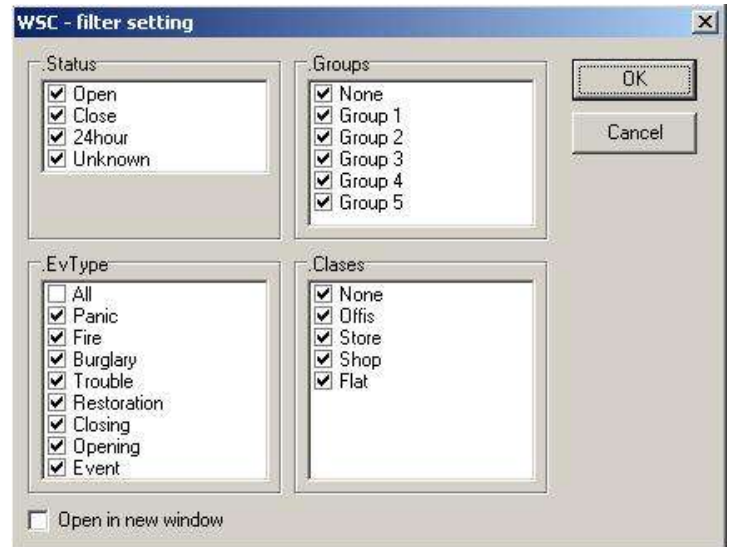 WSC - filter setting
.Status
Open
Close
24hour
Unknown
.Groups
None
Group 1
Group 2
Group 3
Group 4
Group 5
OK
Cancel
.EvType
All
Panic
Fire
Burglary
Trouble
Restoration
Closing
Opening
Event
.Clases
None
Offis
Store
Shop
Flat
Open in new window